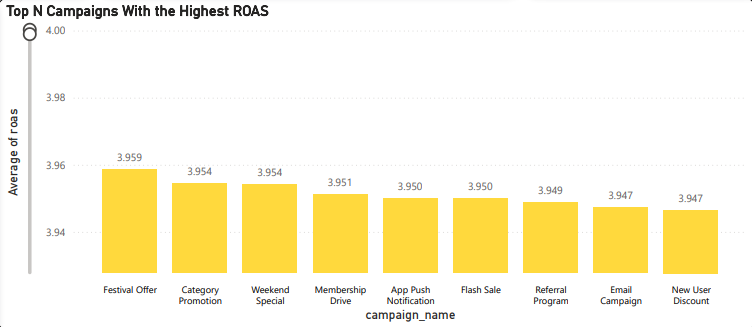 Top N Campaigns With the Highest ROAS
4.00
3.98
3.96
3.94
Average of roas
3.959
3.954
3.954
3.951
3.950
3.950
3.949
3.947
3.947
Festival Offer
Category
Promotion
Weekend
Special
Membership
Drive
App Push
Notification
Flash Sale
Referral
Program
Email
Campaign
New User
Discount
campaign_name